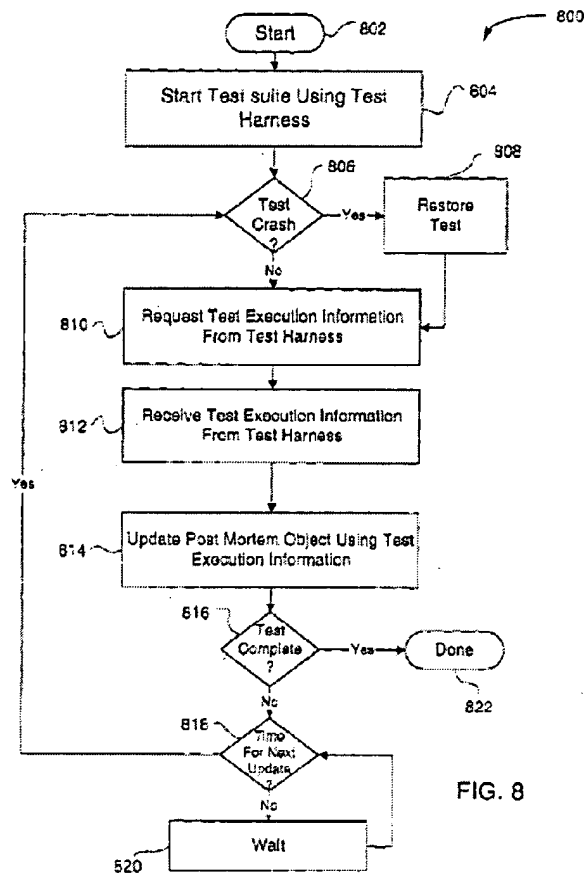 800
Start
802
Start Test suite Using Test
Harness
804
806
Test
Crash
?
Yes
808
Restore
Test
No
810
Request Test Execution Information
From Test Harness
812
Receive Test Execution Information
From Test Harness
Yes
814
Update Post Mortem Object Using Test
Execution Information
816
Test
Complete
?
Yes
Done
822
No
818
Time
For Next
Update
?
No
FIG. 8
Wait
520